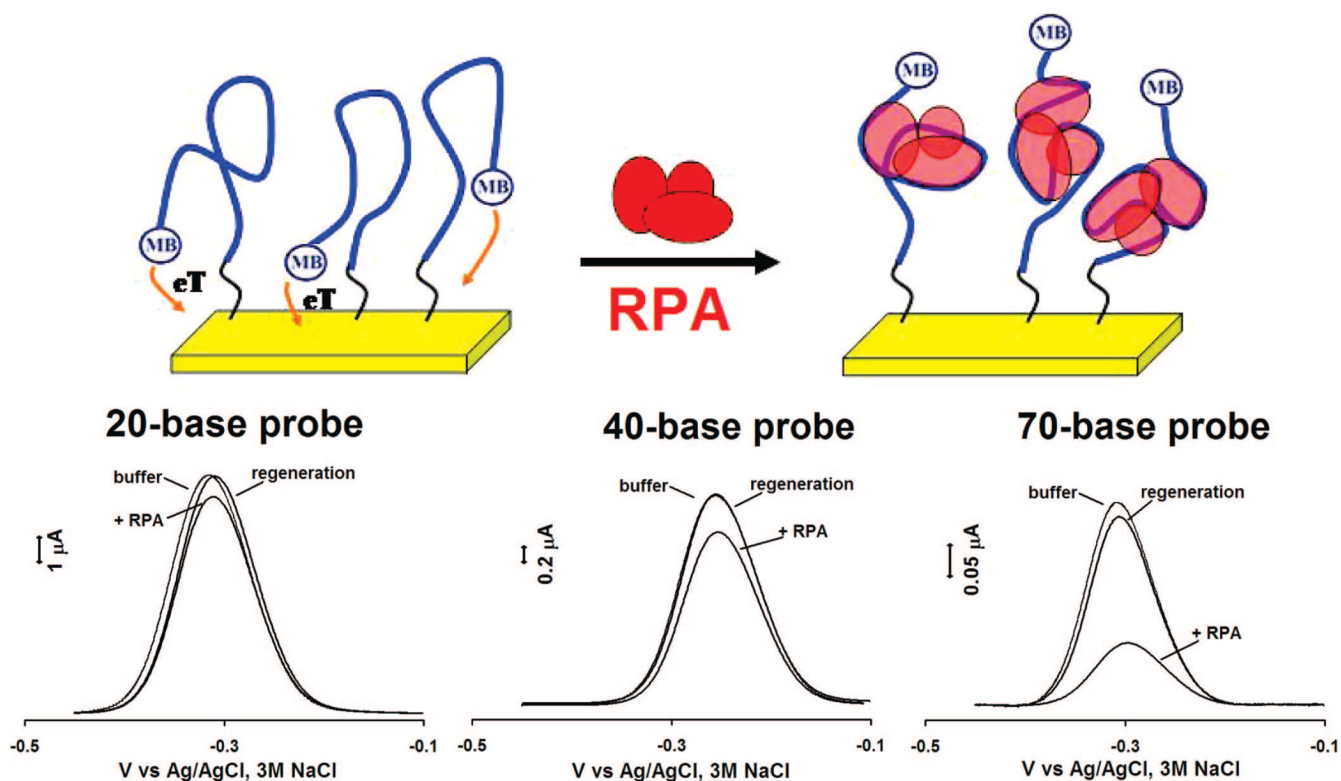 MB
MB
MB
eT
eT
RPA
MB
MB
MB
20-base probe
40-base probe
70-base probe
buffer
regeneration
+ RPA
1 µA
-0.5
-0.3
-0.1
V vs Ag/AgCl, 3M NaCl
buffer
regeneration
+ RPA
0.2 µA
-0.5
-0.3
-0.1
V vs Ag/AgCl, 3M NaCl
buffer
regeneration
+ RPA
0.05 µA
-0.5
-0.3
-0.1
V vs Ag/AgCl, 3M NaCl